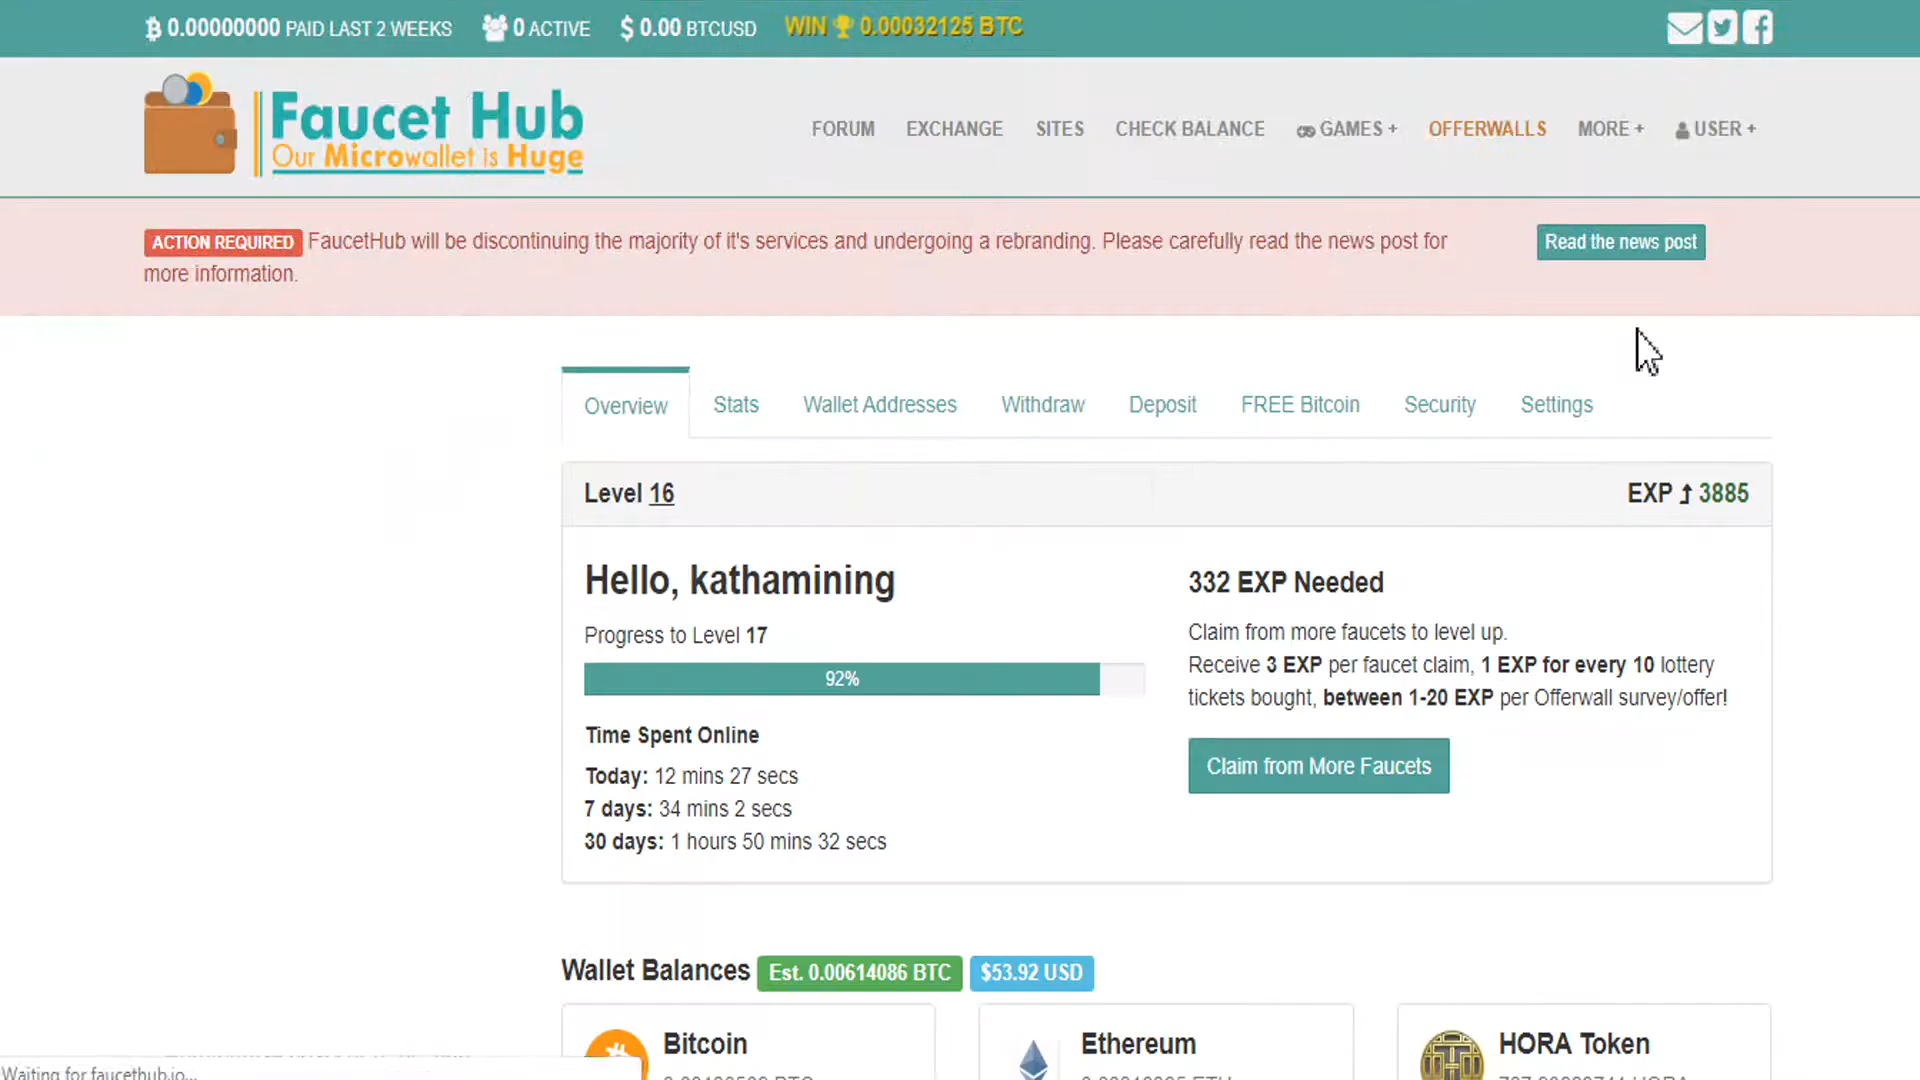 0.00000000 PAID LAST 2 WEEKS 0 ACTIVE $ 0.00 BTCUSD WIN 0.00032125 BTC
Faucet Hub
Our Microwallet is Huge
FORUM EXCHANGE SITES CHECK BALANCE GAMES + OFFERWALLS MORE + USER +
ACTION REQUIRED FaucetHub will be discontinuing the majority of it's services and undergoing a rebranding. Please carefully read the news post for
more information.
Read the news post
Overview Stats Wallet Addresses Withdraw Deposit FREE Bitcoin Security Settings
Level 16 EXP 3885
Hello, kathamining
Progress to Level 17
92%
Time Spent Online
Today: 12 mins 27 secs
7 days: 34 mins 2 secs
30 days: 1 hours 50 mins 32 secs
332 EXP Needed
Claim from more faucets to level up.
Receive 3 EXP per faucet claim, 1 EXP for every 10 lottery
tickets bought, between 1-20 EXP per Offerwall survey/offer!
Claim from More Faucets
Wallet Balances Est. 0.00614086 BTC $53.92 USD
Bitcoin Ethereum HORA Token
Waiting for faucethub.io...